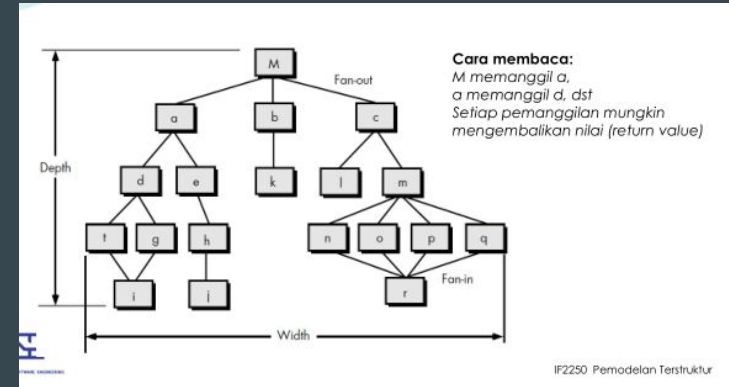 M
Fan-out
Cara membaca:
M memanggil a,
a memanggil d, dst
Setiap pemanggilan mungkin
mengembalikan nilai (return value)
a
b
c
Depth
d
e
k
l
m
f
g
h
n
o
p
q
i
j
r
Fan-in
Width
IF2250 Pemodelan Terstruktur